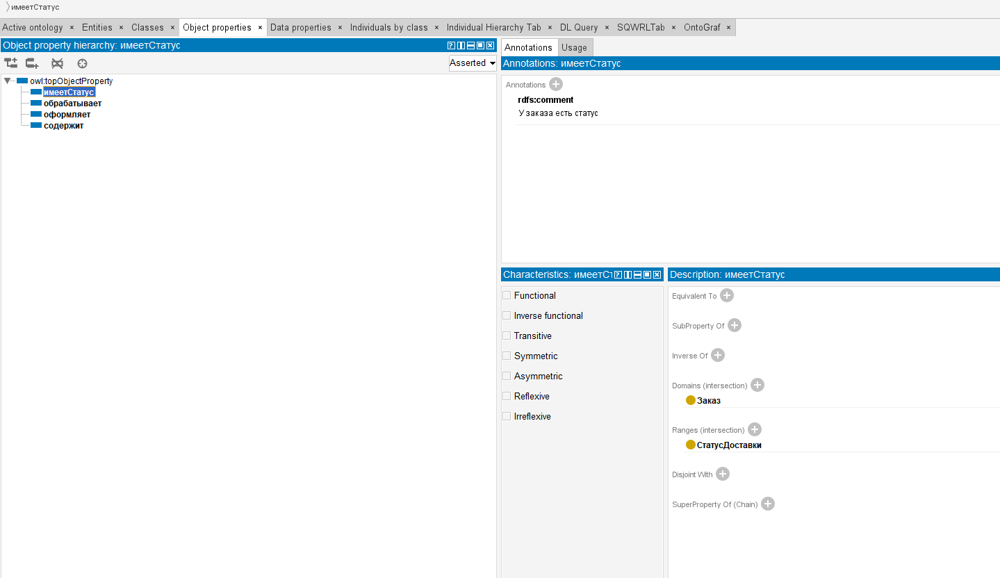 имеетСтатус
Active ontology × Entities × Classes × Object properties × Data properties × Individuals by class × Individual Hierarchy Tab × DL Query × SQWRLTab × OntoGraf ×
Object property hierarchy: имеетСтатус
Asserted
owl:topObjectProperty
имеетСтатус
обрабатывает
оформляет
содержит
Annotations Usage
Annotations: имеетСтатус
Annotations
rdfs:comment
У заказа есть статус
Characteristics: имеетСт
Functional
Inverse functional
Transitive
Symmetric
Asymmetric
Reflexive
Irreflexive
Description: имеетСтатус
Equivalent To
SubProperty Of
Inverse Of
Domains (intersection)
Заказ
Ranges (intersection)
СтатусДоставки
Disjoint With
SuperProperty Of (Chain)